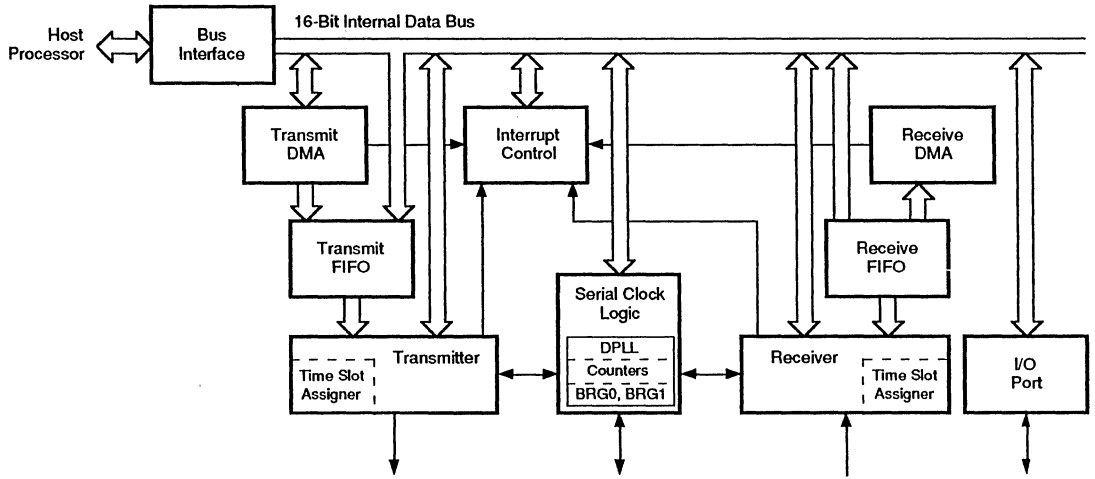 Host
Processor
Bus
Interface
16-Bit Internal Data Bus
Transmit
DMA
Interrupt
Control
Receive
DMA
Transmit
FIFO
Receive
FIFO
Serial Clock
Logic
DPLL
Counters
BRG0, BRG1
Transmitter
Time Slot
Assigner
Receiver
Time Slot
Assigner
I/O
Port